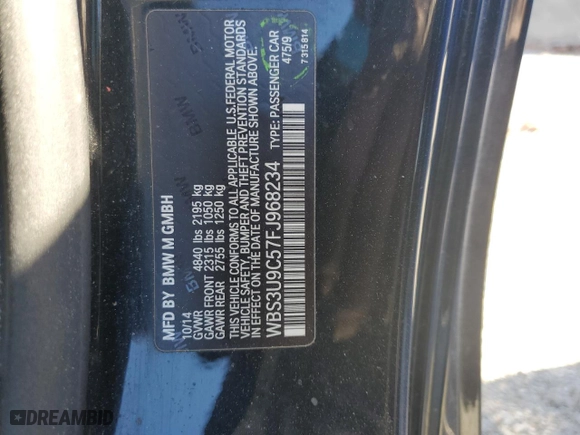 MFD BY BMW M GMBH
10/14
GVWR 4840 lbs 2195 kg
GAWR FRONT 2315 lbs 1050 kg
GAWR REAR 2755 lbs 1250 kg
THIS VEHICLE CONFORMS TO ALL APPLICABLE U.S.FEDERAL MOTOR
VEHICLE SAFETY, BUMPER AND THEFT PREVENTION STANDARDS
IN EFFECT ON THE DATE OF MANUFACTURE SHOWN ABOVE.
WBS3U9C57FJ968234 TYPE: PASSENGER CAR
475/9
7 315 814
BMW
DREAMBID